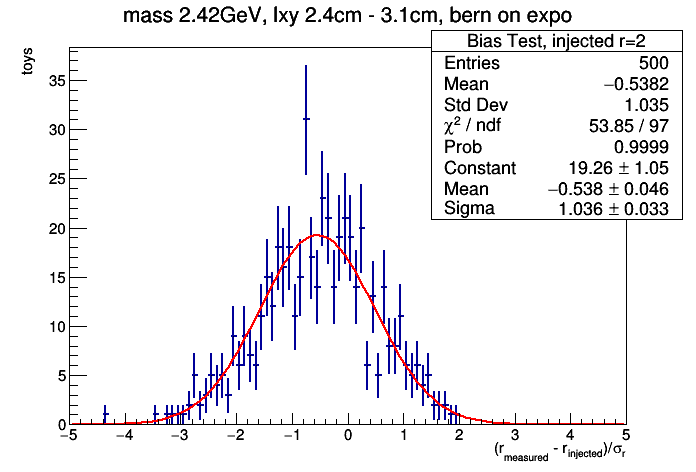 mass 2.42GeV, lxy 2.4cm - 3.1cm, bern on expo
Bias Test, injected r=2
Entries 500
Mean −0.5382
Std Dev 1.035
χ² / ndf 53.85 / 97
Prob 0.9999
Constant 19.26 ± 1.05
Mean −0.538 ± 0.046
Sigma 1.036 ± 0.033
toys
35
30
25
20
15
10
5
0
−5 −4 −3 −2 −1 0 1 2 3 4 5
(r_measured - r_injected)/σ_r